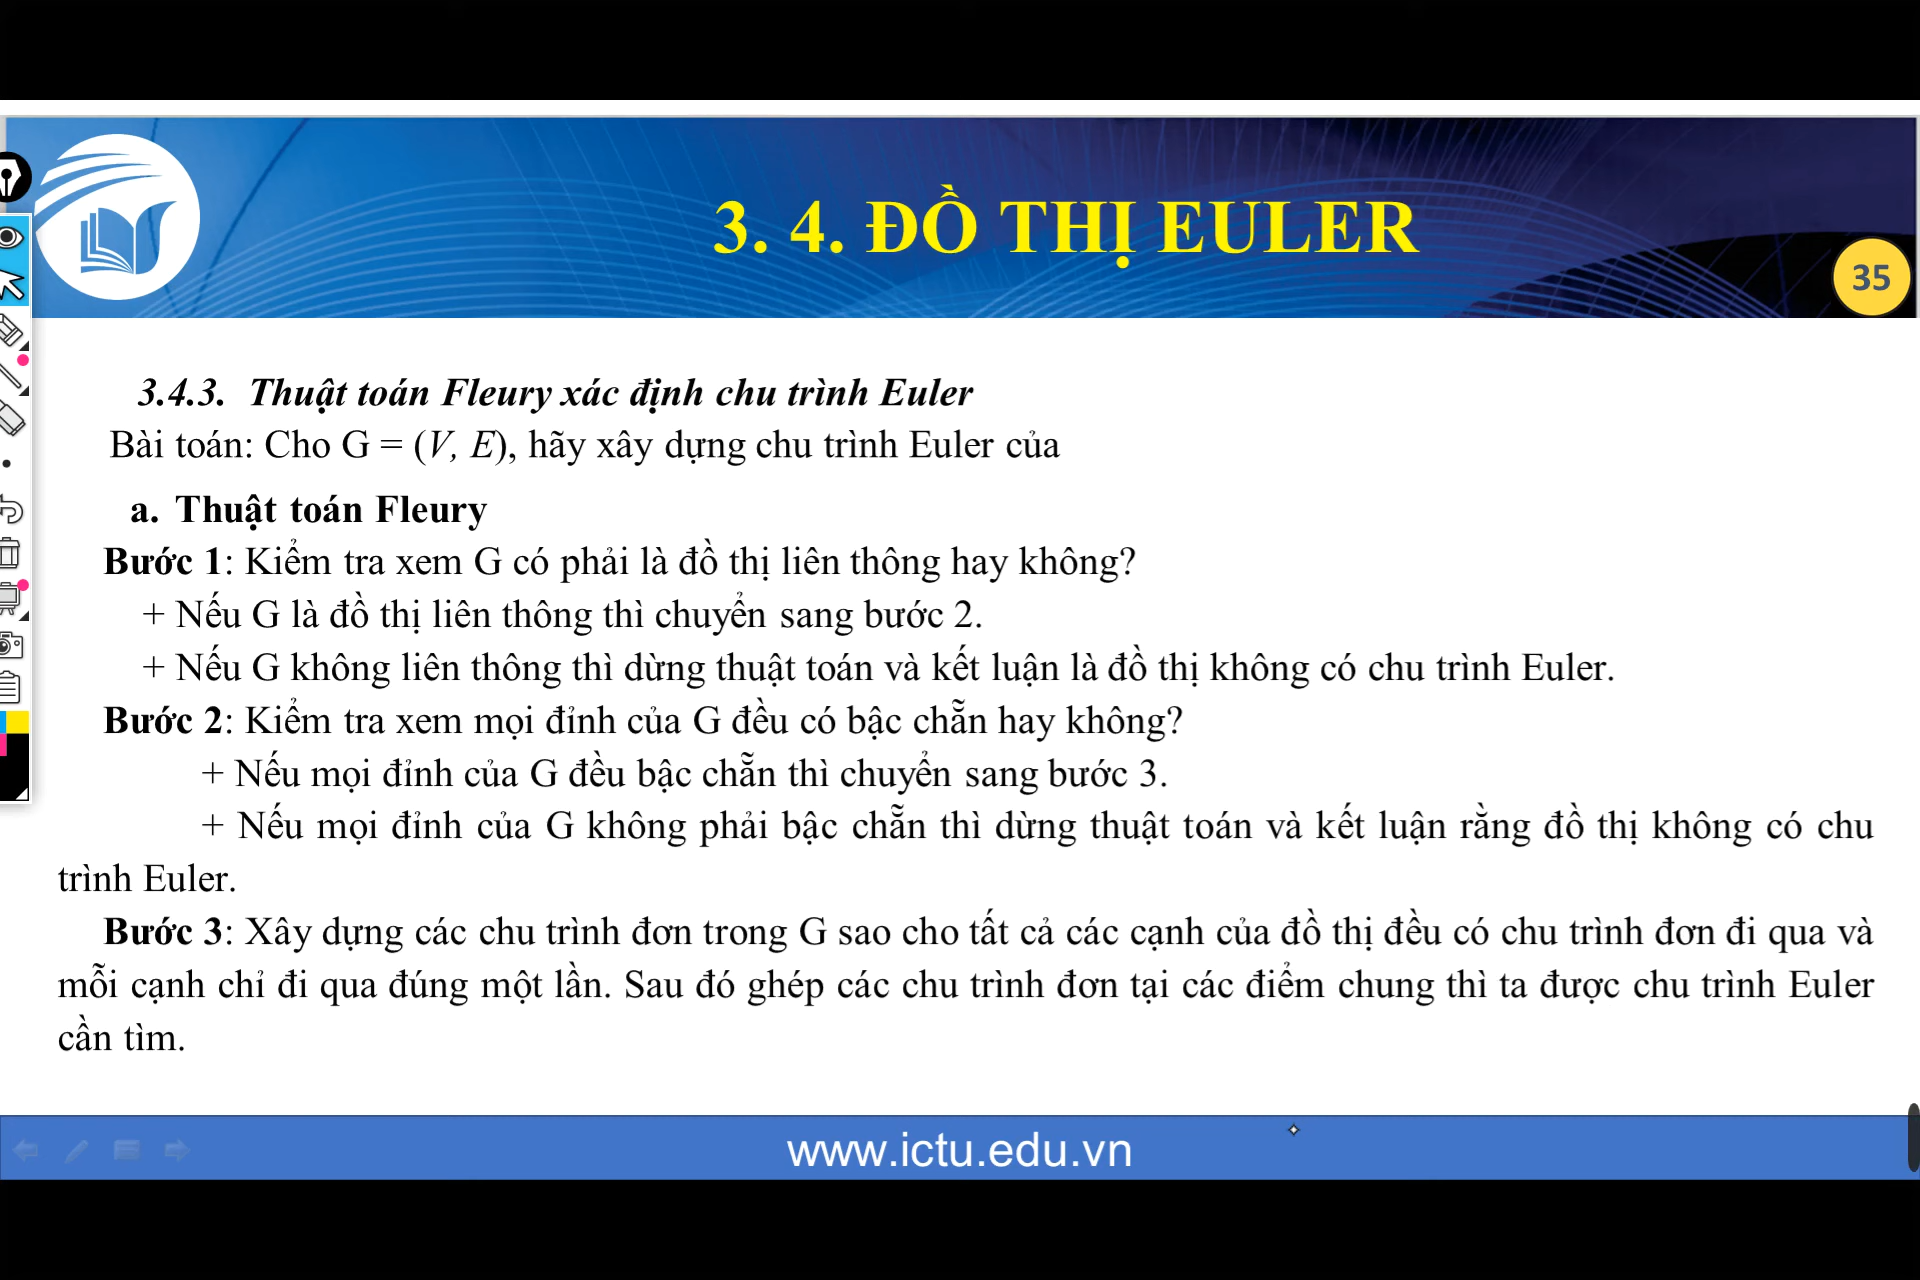 3. 4. ĐỒ THỊ EULER
35
3.4.3. Thuật toán Fleury xác định chu trình Euler
Bài toán: Cho G = (V, E), hãy xây dựng chu trình Euler của
a. Thuật toán Fleury
Bước 1: Kiểm tra xem G có phải là đồ thị liên thông hay không?
+ Nếu G là đồ thị liên thông thì chuyển sang bước 2.
+ Nếu G không liên thông thì dừng thuật toán và kết luận là đồ thị không có chu trình Euler.
Bước 2: Kiểm tra xem mọi đỉnh của G đều có bậc chẵn hay không?
+ Nếu mọi đỉnh của G đều bậc chẵn thì chuyển sang bước 3.
+ Nếu mọi đỉnh của G không phải bậc chẵn thì dừng thuật toán và kết luận rằng đồ thị không có chu
trình Euler.
Bước 3: Xây dựng các chu trình đơn trong G sao cho tất cả các cạnh của đồ thị đều có chu trình đơn đi qua và
mỗi cạnh chỉ đi qua đúng một lần. Sau đó ghép các chu trình đơn tại các điểm chung thì ta được chu trình Euler
cần tìm.
www.ictu.edu.vn